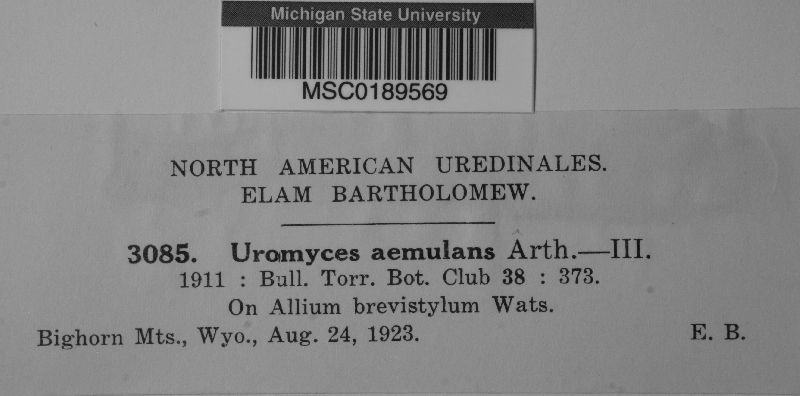 Michigan State University
MSC0189569
NORTH AMERICAN UREDINALES.
ELAM BARTHOLOMEW.
3085. Uromyces aemulans Arth.—III.
1911 : Bull. Torr. Bot. Club 38 : 373.
On Allium brevistylum Wats.
Bighorn Mts., Wyo., Aug. 24, 1923. E. B.